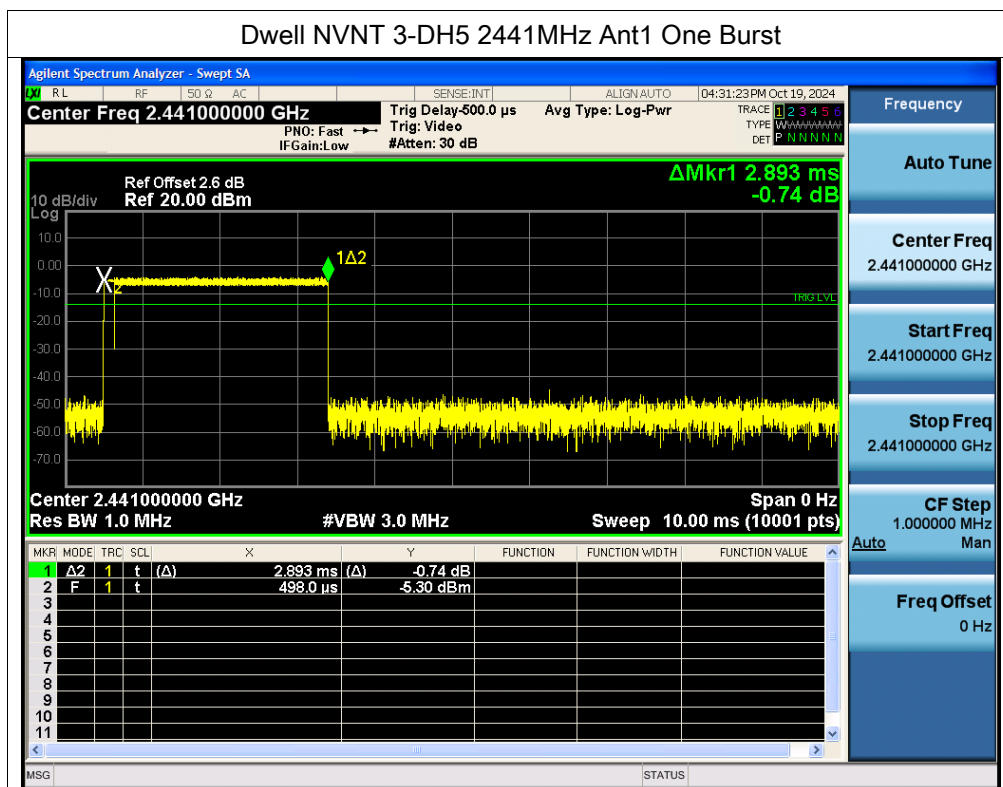 Dwell NVNT 3-DH5 2441MHz Ant1 One Burst
Agilent Spectrum Analyzer - Swept SA
LXI RL RF 50 Ω AC SENSE:INT ALIGN AUTO 04:31:23 PM Oct 19, 2024
Center Freq 2.441000000 GHz Trig Delay-500.0 µs Avg Type: Log-Pwr TRACE 1 2 3 4 5 6
PNO: Fast Trig: Video TYPE WWWWWW
IFGain:Low #Atten: 30 dB DET P N N N N N
ΔMkr1 2.893 ms
-0.74 dB
Ref Offset 2.6 dB
10 dB/div Ref 20.00 dBm
Log
10.0
0.00
-10.0
-20.0
-30.0
-40.0
-50.0
-60.0
-70.0
1Δ2
2
TRIG LVL
Center 2.441000000 GHz Span 0 Hz
Res BW 1.0 MHz #VBW 3.0 MHz Sweep 10.00 ms (10001 pts)
MKR MODE TRC SCL X Y FUNCTION FUNCTION WIDTH FUNCTION VALUE
1 Δ2 1 t (Δ) 2.893 ms (Δ) -0.74 dB
2 F 1 t 498.0 µs -5.30 dBm
3
4
5
6
7
8
9
10
11
MSG STATUS
Frequency
Auto Tune
Center Freq
2.441000000 GHz
Start Freq
2.441000000 GHz
Stop Freq
2.441000000 GHz
CF Step
1.000000 MHz
Auto Man
Freq Offset
0 Hz